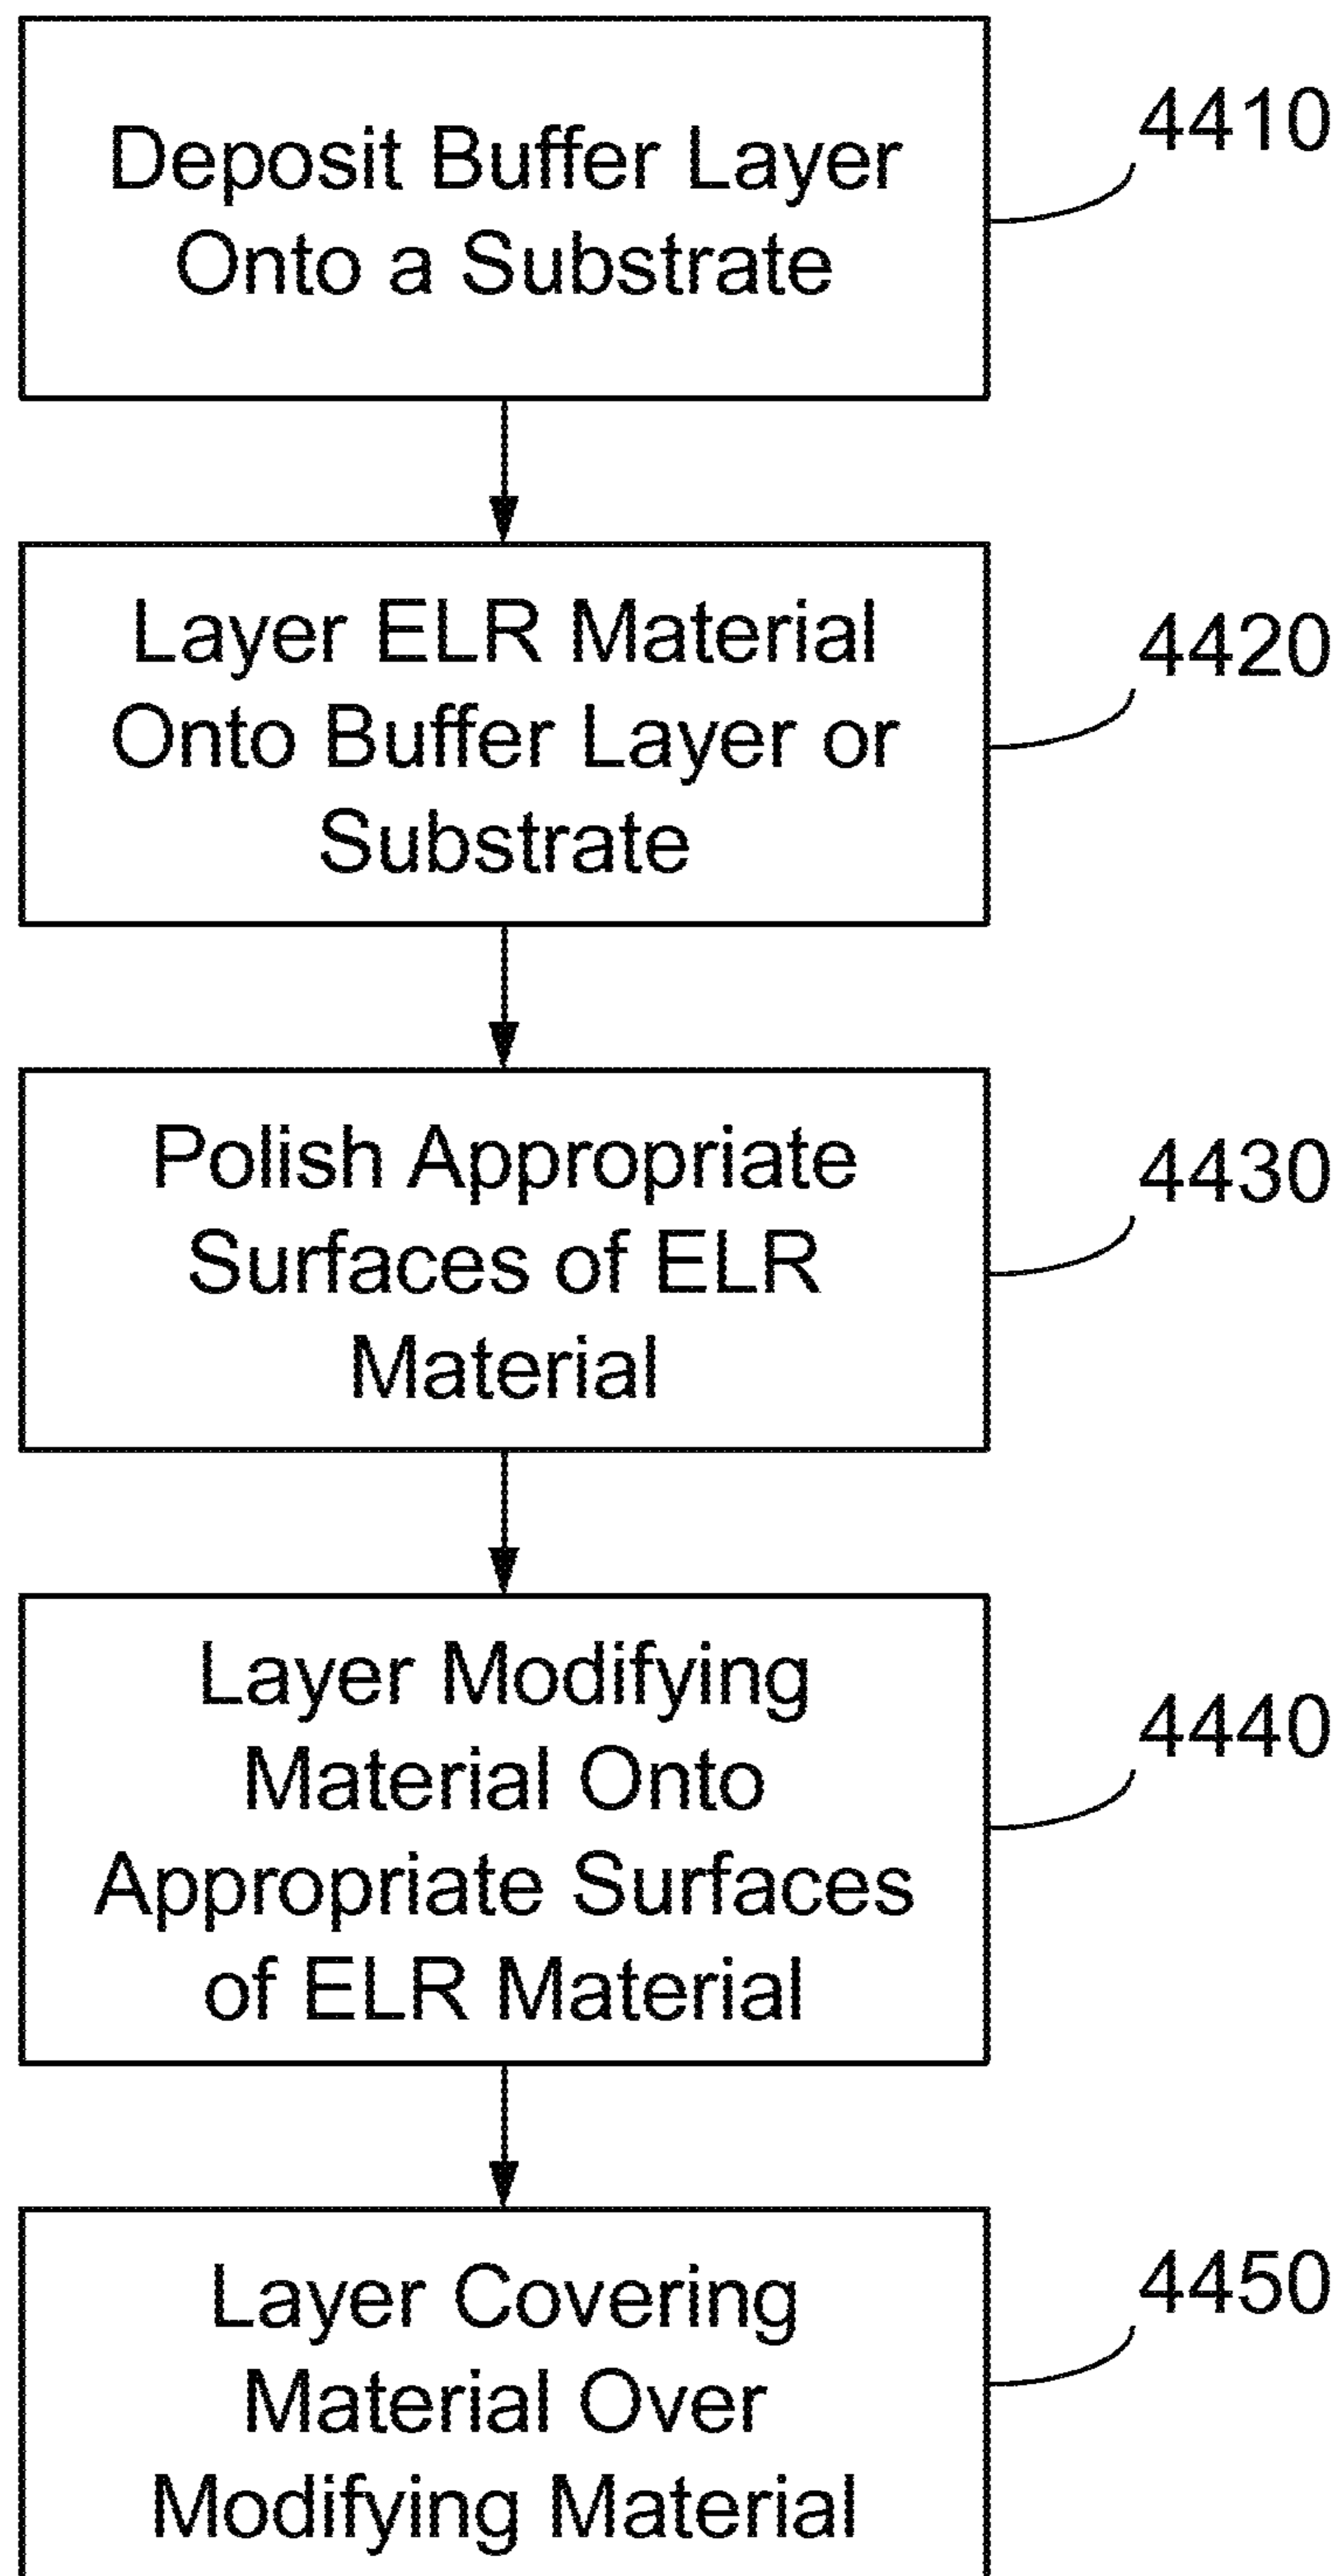 Deposit Buffer Layer
Onto a Substrate
4410
Layer ELR Material
Onto Buffer Layer or
Substrate
4420
Polish Appropriate
Surfaces of ELR
Material
4430
Layer Modifying
Material Onto
Appropriate Surfaces
of ELR Material
4440
Layer Covering
Material Over
Modifying Material
4450